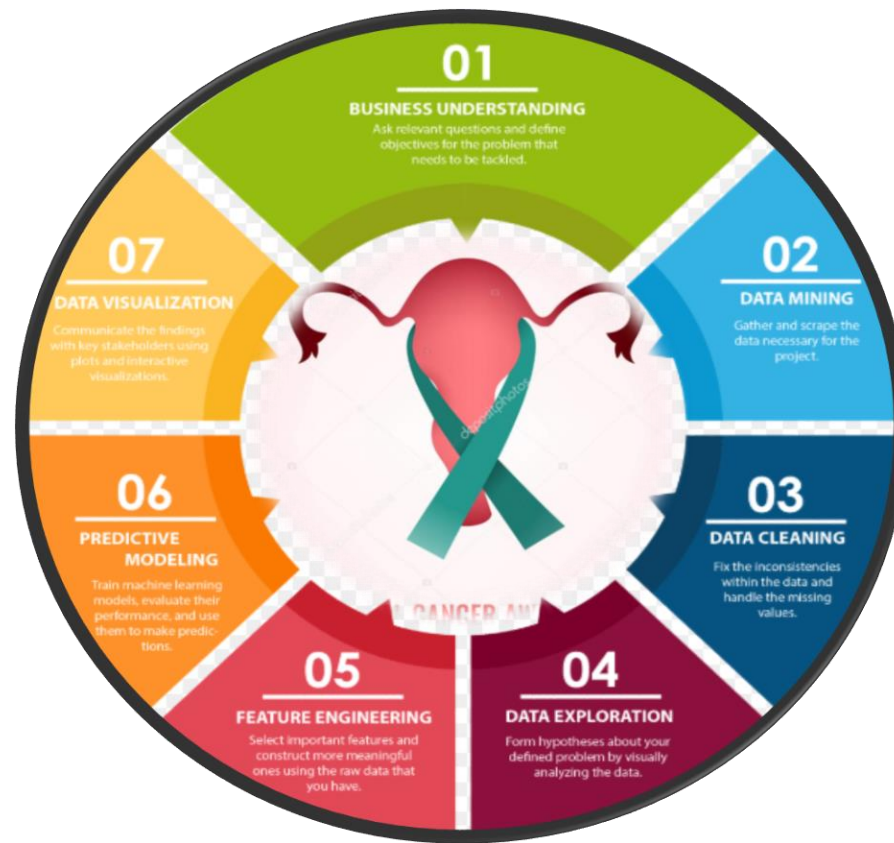 01
BUSINESS UNDERSTANDING
Ask relevant questions and define
objectives for the problem that
needs to be tackled.
02
DATA MINING
Gather and scrape the
data necessary for the
project.
03
DATA CLEANING
Fix the inconsistencies
within the data and
handle the missing
values.
04
DATA EXPLORATION
Form hypotheses about your
defined problem by visually
analyzing the data.
05
FEATURE ENGINEERING
Select important features and
construct more meaningful
ones using the raw data that
you have.
06
PREDICTIVE
MODELING
Train machine learning
models, evaluate their
performance, and use
them to make predic-
tions.
07
DATA VISUALIZATION
Communicate the findings
with key stakeholders using
plots and interactive
visualizations.
depositphotos
CANCER